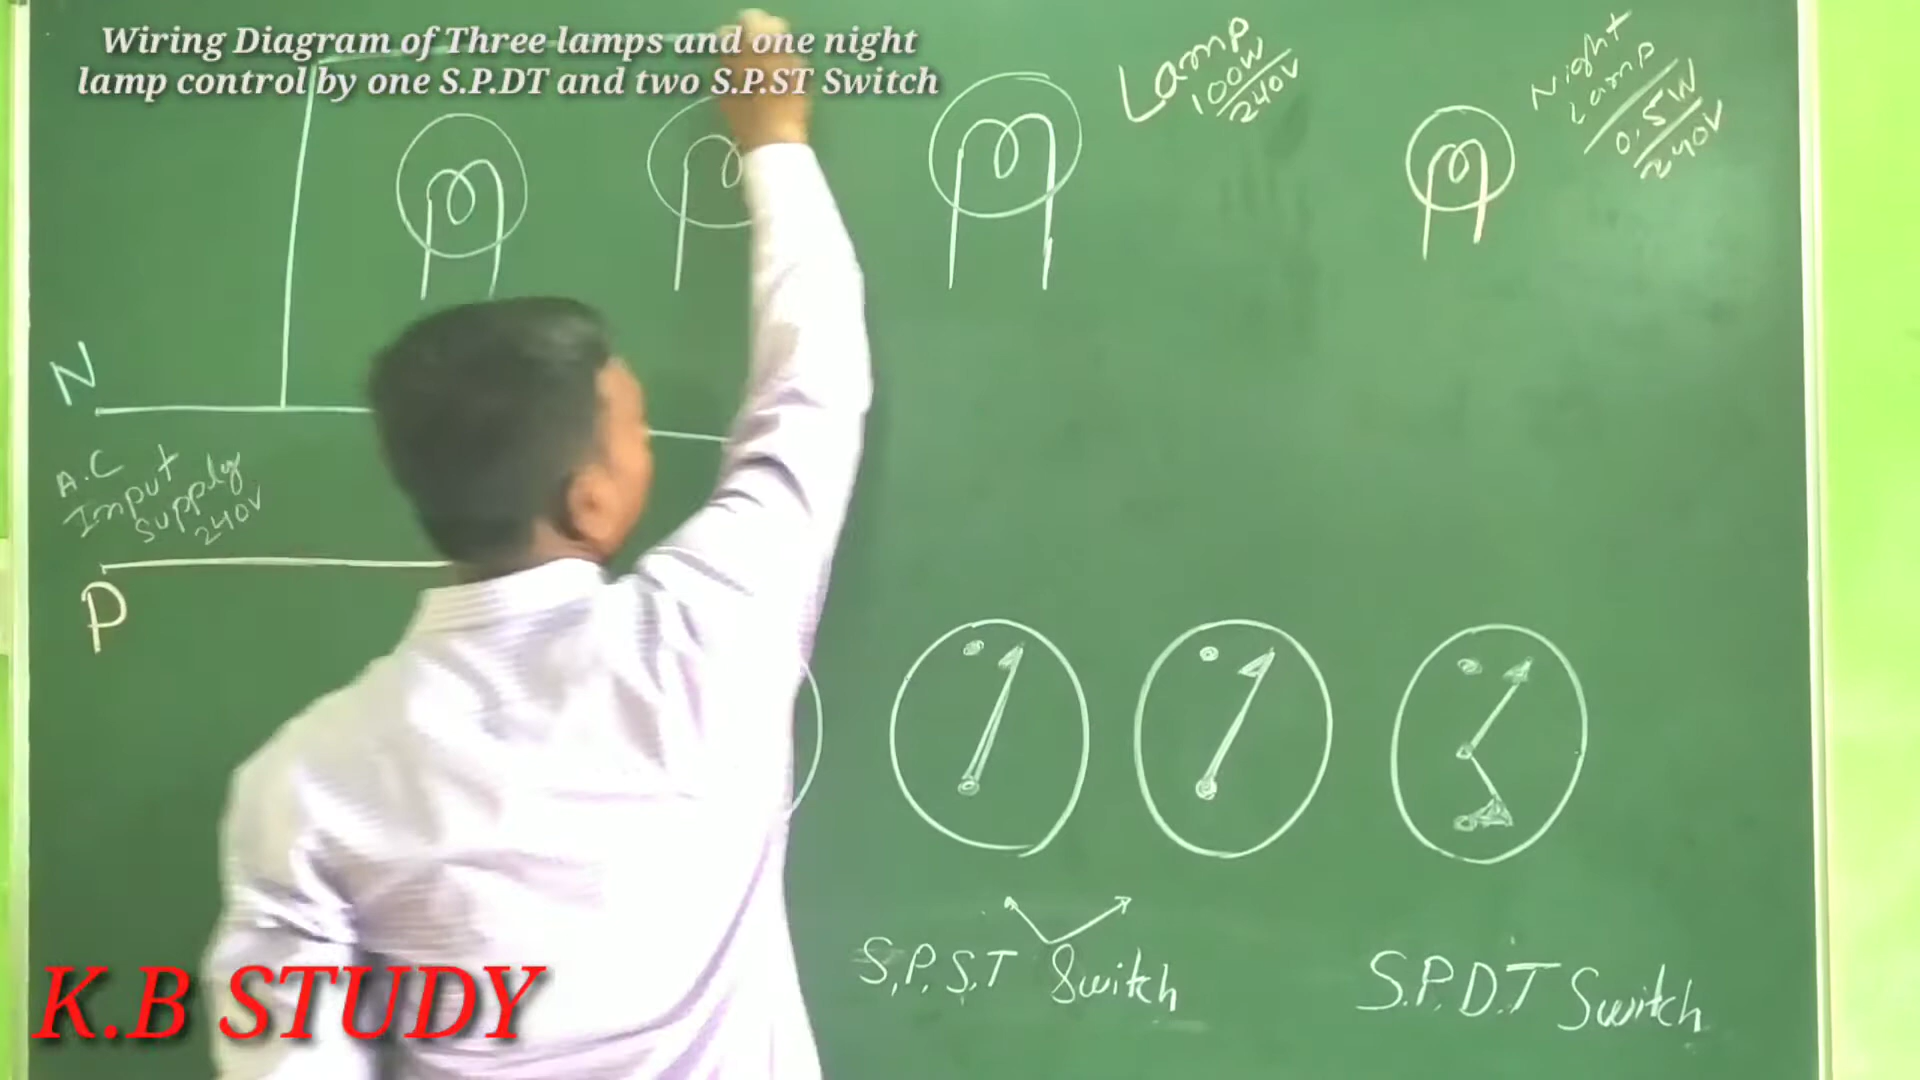 Wiring Diagram of Three lamps and one night
lamp control by one S.P.DT and two S.P.ST Switch
Lamp
100W
240V
Night
Lamp
0.5W
240V
N
A.C
Input
Supply
240V
P
S.P.S.T Switch
S.P.D.T Switch
K.B STUDY